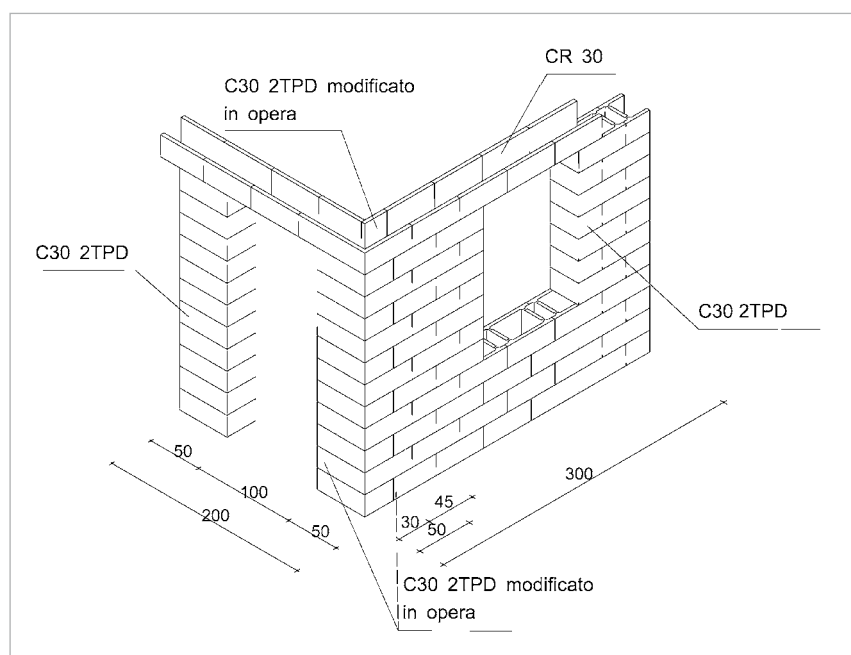 CR 30
C30 2TPD modificato
in opera
C30 2TPD
C30 2TPD
50
100
200
50
300
45
30
50
C30 2TPD modificato
in opera